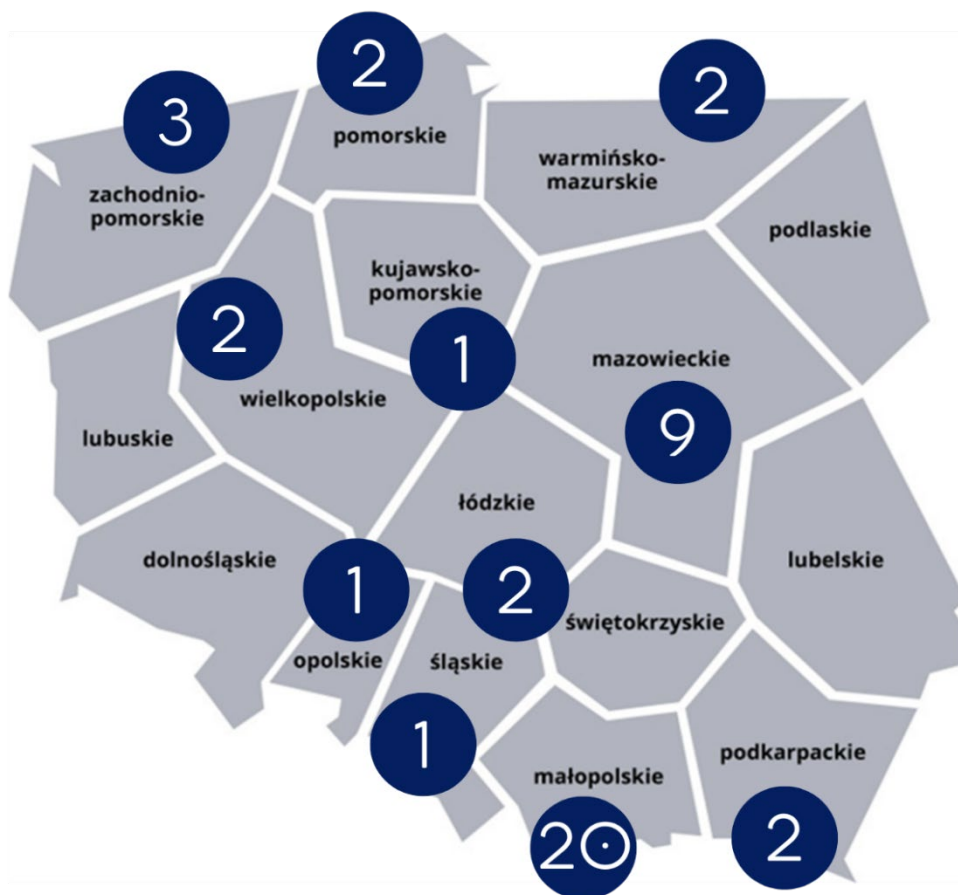 2
2
3
pomorskie
warmińsko-
mazurskie
zachodnio-
pomorskie
podlaskie
kujawsko-
pomorskie
2
1
mazowieckie
wielkopolskie
9
lubuskie
łódzkie
dolnośląskie
lubelskie
1
2
świętokrzyskie
opolskie
śląskie
1
podkarpackie
małopolskie
20
2